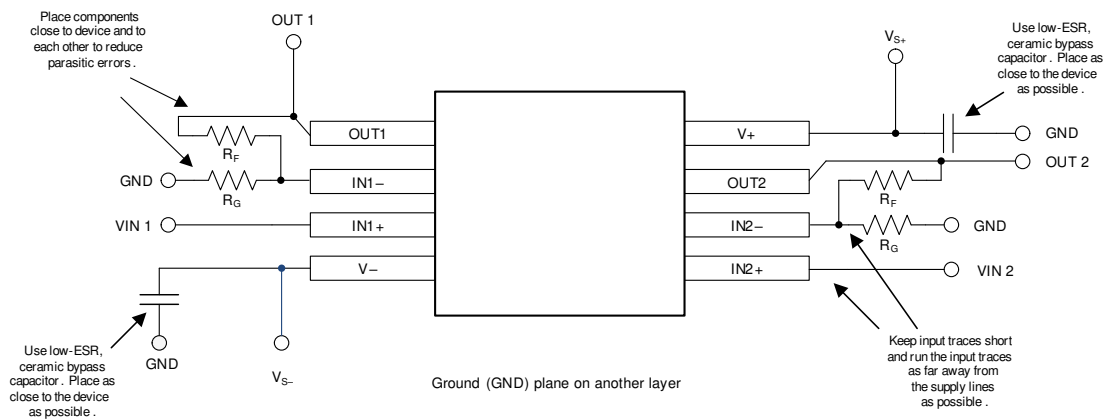 Place components
close to device and to
each other to reduce
parasitic errors .
OUT 1
VS+
Use low-ESR,
ceramic bypass
capacitor . Place as
close to the device
as possible .
OUT1
V+
GND
RF
OUT 2
GND
IN1−
OUT2
RF
RG
VIN 1
IN1+
IN2−
GND
RG
V−
IN2+
VIN 2
Use low-ESR,
ceramic bypass
capacitor . Place as
close to the device
as possible .
GND
VS−
Ground (GND) plane on another layer
Keep input traces short
and run the input traces
as far away from
the supply lines
as possible .